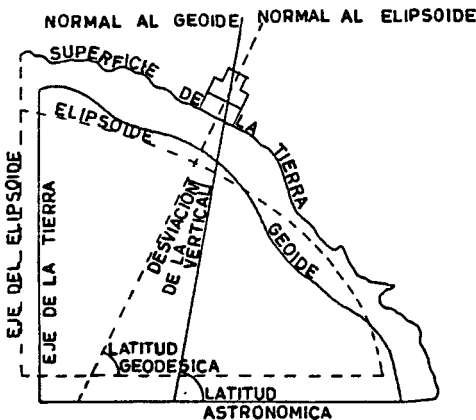 NORMAL AL GEOIDE
NORMAL AL ELIPSOIDE
SUPERFICIE DE LA TIERRA
ELIPSOIDE
GEOIDE
EJE DEL ELIPSOIDE
EJE DE LA TIERRA
DESVIACION
DE LA
VERTICAL
LATITUD
GEODESICA
LATITUD
ASTRONOMICA